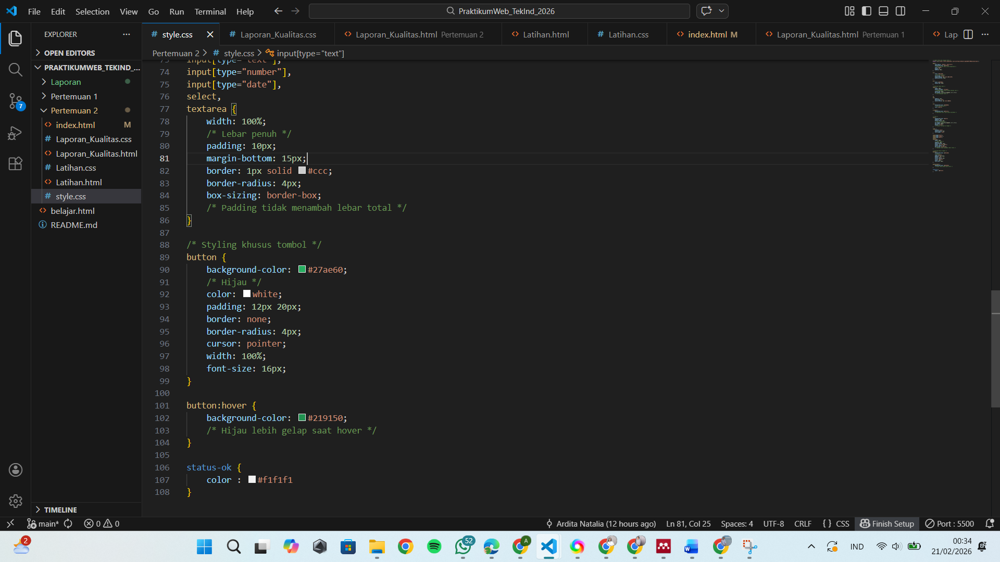 File Edit Selection View Go Run Terminal Help
PraktikumWeb_TekInd_2026
EXPLORER
style.css
Laporan_Kualitas.css
Laporan_Kualitas.html Pertemuan 2
Latihan.html
Latihan.css
index.html M
Laporan_Kualitas.html Pertemuan 1
Lap
Pertemuan 2 > style.css > input[type="text"]
OPEN EDITORS
PRAKTIKUMWEB_TEKIND_...
Laporan
Pertemuan 1
Pertemuan 2
index.html M
Laporan_Kualitas.css
Laporan_Kualitas.html
Latihan.css
Latihan.html
style.css
belajar.html
README.md
TIMELINE
7
73 input[type="text"],
74 input[type="number"],
75 input[type="date"],
76 select,
77 textarea {
78 width: 100%;
79 /* Lebar penuh */
80 padding: 10px;
81 margin-bottom: 15px;
82 border: 1px solid #ccc;
83 border-radius: 4px;
84 box-sizing: border-box;
85 /* Padding tidak menambah lebar total */
86 }
87
88 /* Styling khusus tombol */
89 button {
90 background-color: #27ae60;
91 /* Hijau */
92 color: white;
93 padding: 12px 20px;
94 border: none;
95 border-radius: 4px;
96 cursor: pointer;
97 width: 100%;
98 font-size: 16px;
99 }
100
101 button:hover {
102 background-color: #219150;
103 /* Hijau lebih gelap saat hover */
104 }
105
106 status-ok {
107 color : #f1f1f1
108 }
main* 0 0
Ardita Natalia (12 hours ago) Ln 81, Col 25 Spaces: 4 UTF-8 CRLF { } CSS Finish Setup Port : 5500
2
52
A
IND
00:34
21/02/2026